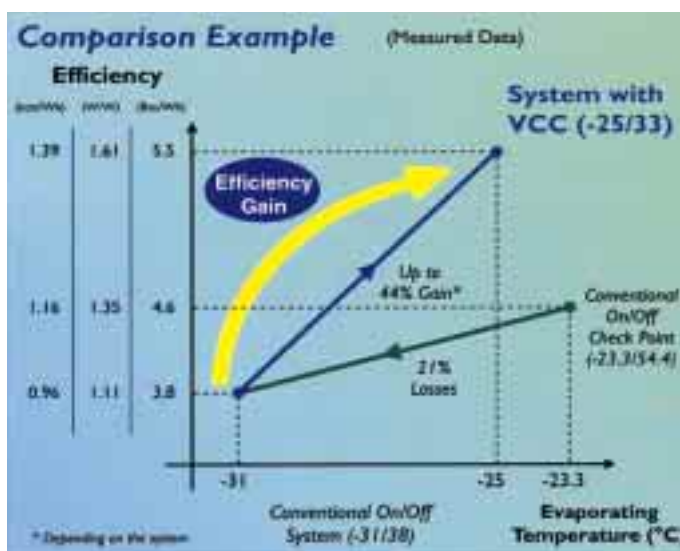 Comparison Example (Measured Data)
Efficiency
(kcal/Wh) (W/W) (Btu/Wh)
System with
VCC (-25/33)
1.39 1.61 5.5
Efficiency
Gain
Up to
44% Gain*
1.16 1.35 4.6
Conventional
On/Off
Check Point
(-23.3/54.4)
21%
Losses
0.96 1.11 3.8
-31 -25 -23.3
Conventional On/Off
System (-31/38)
Evaporating
Temperature (°C)
* Depending on the system